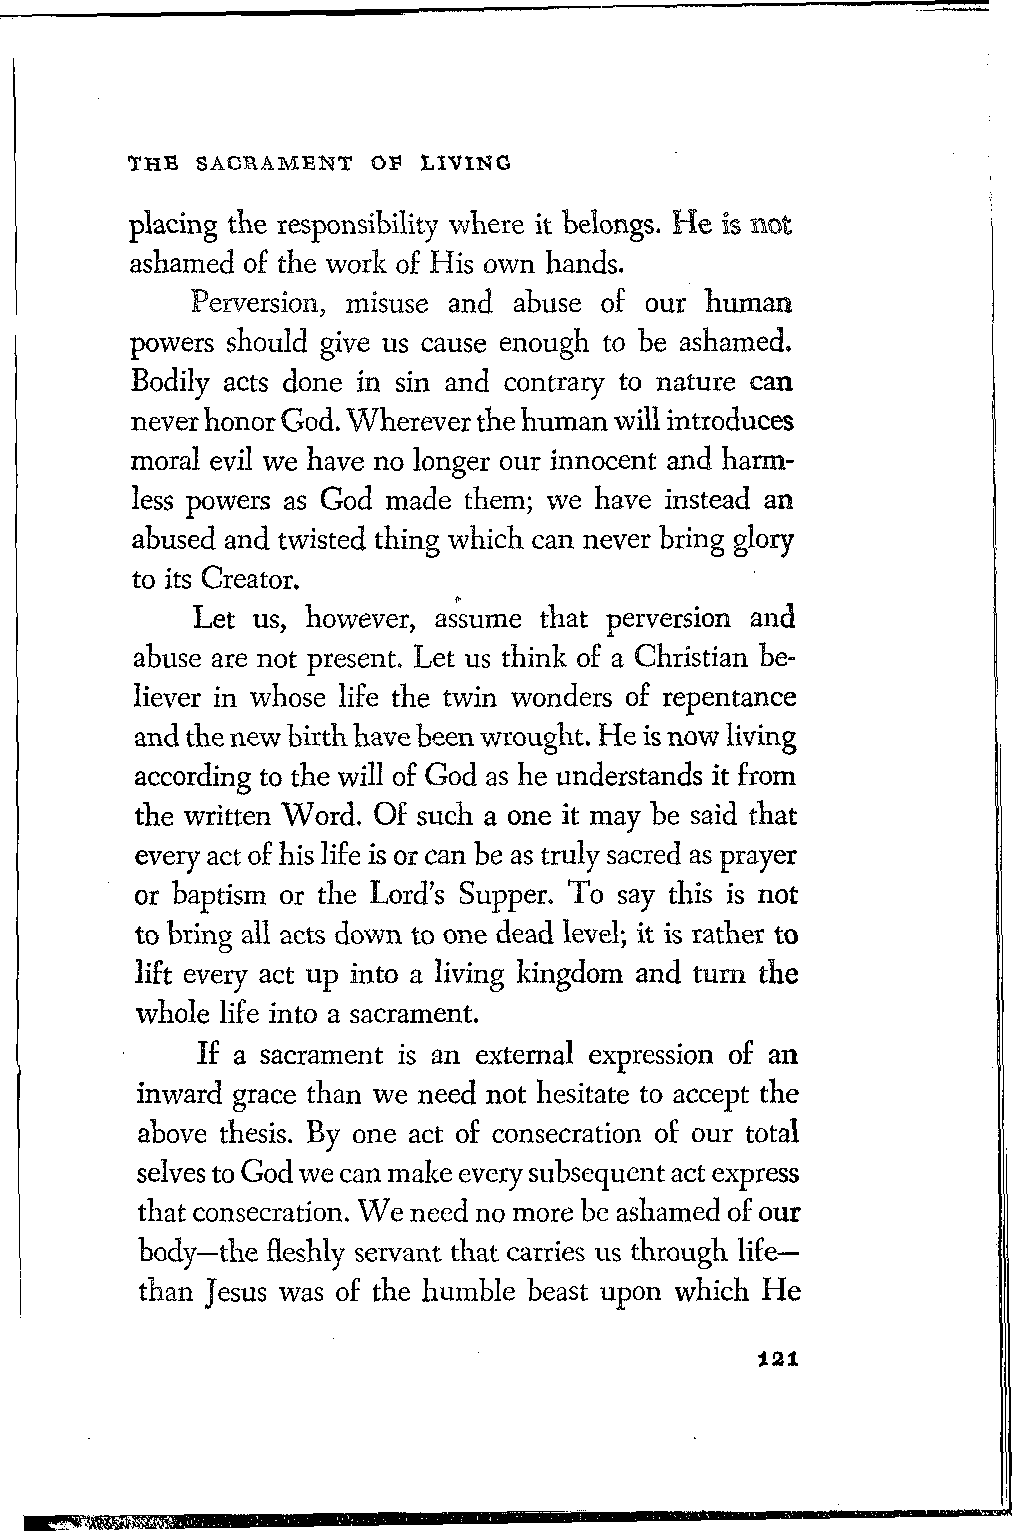 THE SACRAMENT OF LIVING
placing the responsibility where it belongs. He is not
ashamed of the work of His own hands.
Perversion, misuse and abuse of our human
powers should give us cause enough to be ashamed.
Bodily acts done in sin and contrary to nature can
never honor God. Wherever the human will introduces
moral evil we have no longer our innocent and harm-
less powers as God made them; we have instead an
abused and twisted thing which can never bring glory
to its Creator.
Let us, however, assume that perversion and
abuse are not present. Let us think of a Christian be-
liever in whose life the twin wonders of repentance
and the new birth have been wrought. He is now living
according to the will of God as he understands it from
the written Word. Of such a one it may be said that
every act of his life is or can be as truly sacred as prayer
or baptism or the Lord's Supper. To say this is not
to bring all acts down to one dead level; it is rather to
lift every act up into a living kingdom and turn the
whole life into a sacrament.
If a sacrament is an external expression of an
inward grace than we need not hesitate to accept the
above thesis. By one act of consecration of our total
selves to God we can make every subsequent act express
that consecration. We need no more be ashamed of our
body—the fleshly servant that carries us through life—
than Jesus was of the humble beast upon which He
121